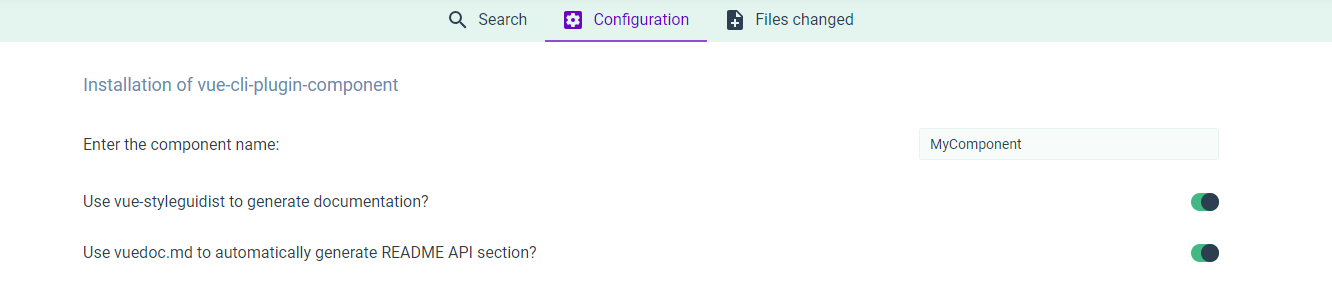 Search Configuration Files changed
Installation of vue-cli-plugin-component
Enter the component name: MyComponent
Use vue-styleguidist to generate documentation?
Use vuedoc.md to automatically generate README API section?